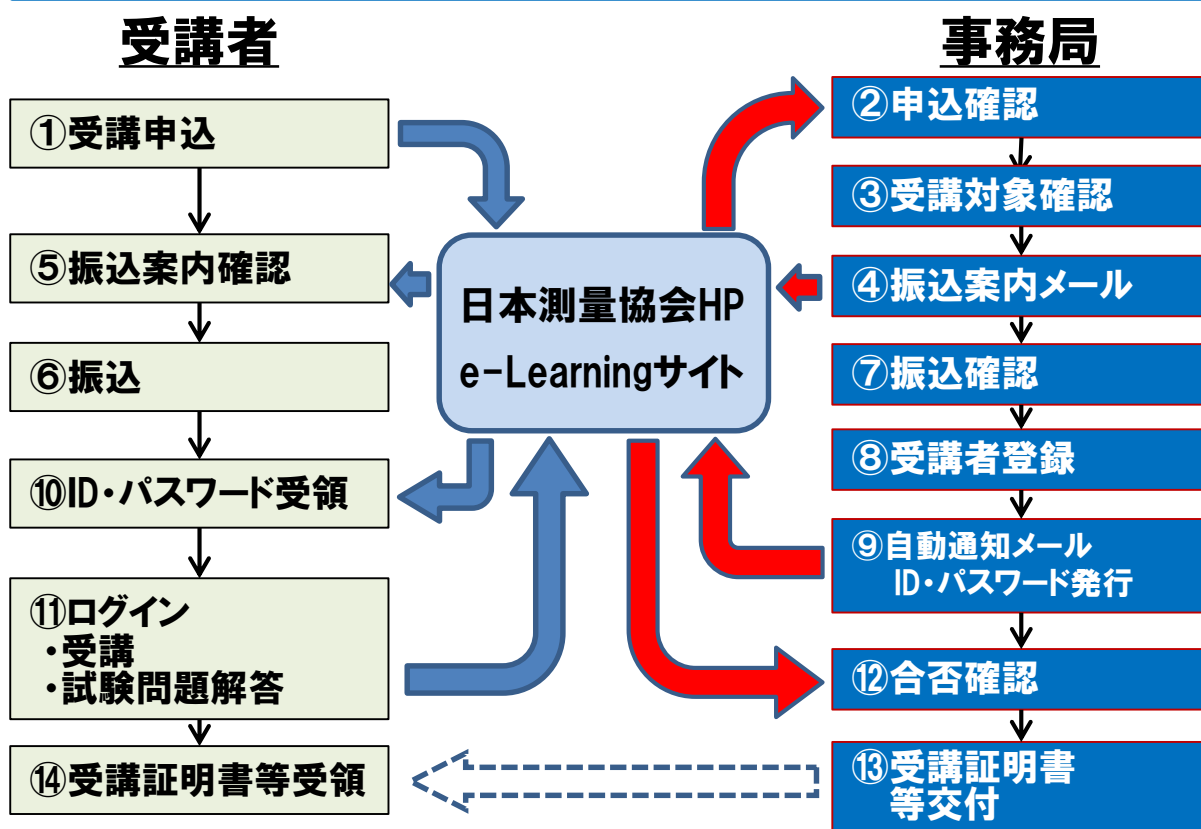 受講者
事務局
①受講申込
②申込確認
③受講対象確認
⑤振込案内確認
④振込案内メール
日本測量協会HP
e-Learningサイト
⑥振込
⑦振込確認
⑧受講者登録
⑩ID・パスワード受領
⑨自動通知メール
ID・パスワード発行
⑪ログイン
・受講
・試験問題解答
⑫合否確認
⑭受講証明書等受領
⑬受講証明書
等交付